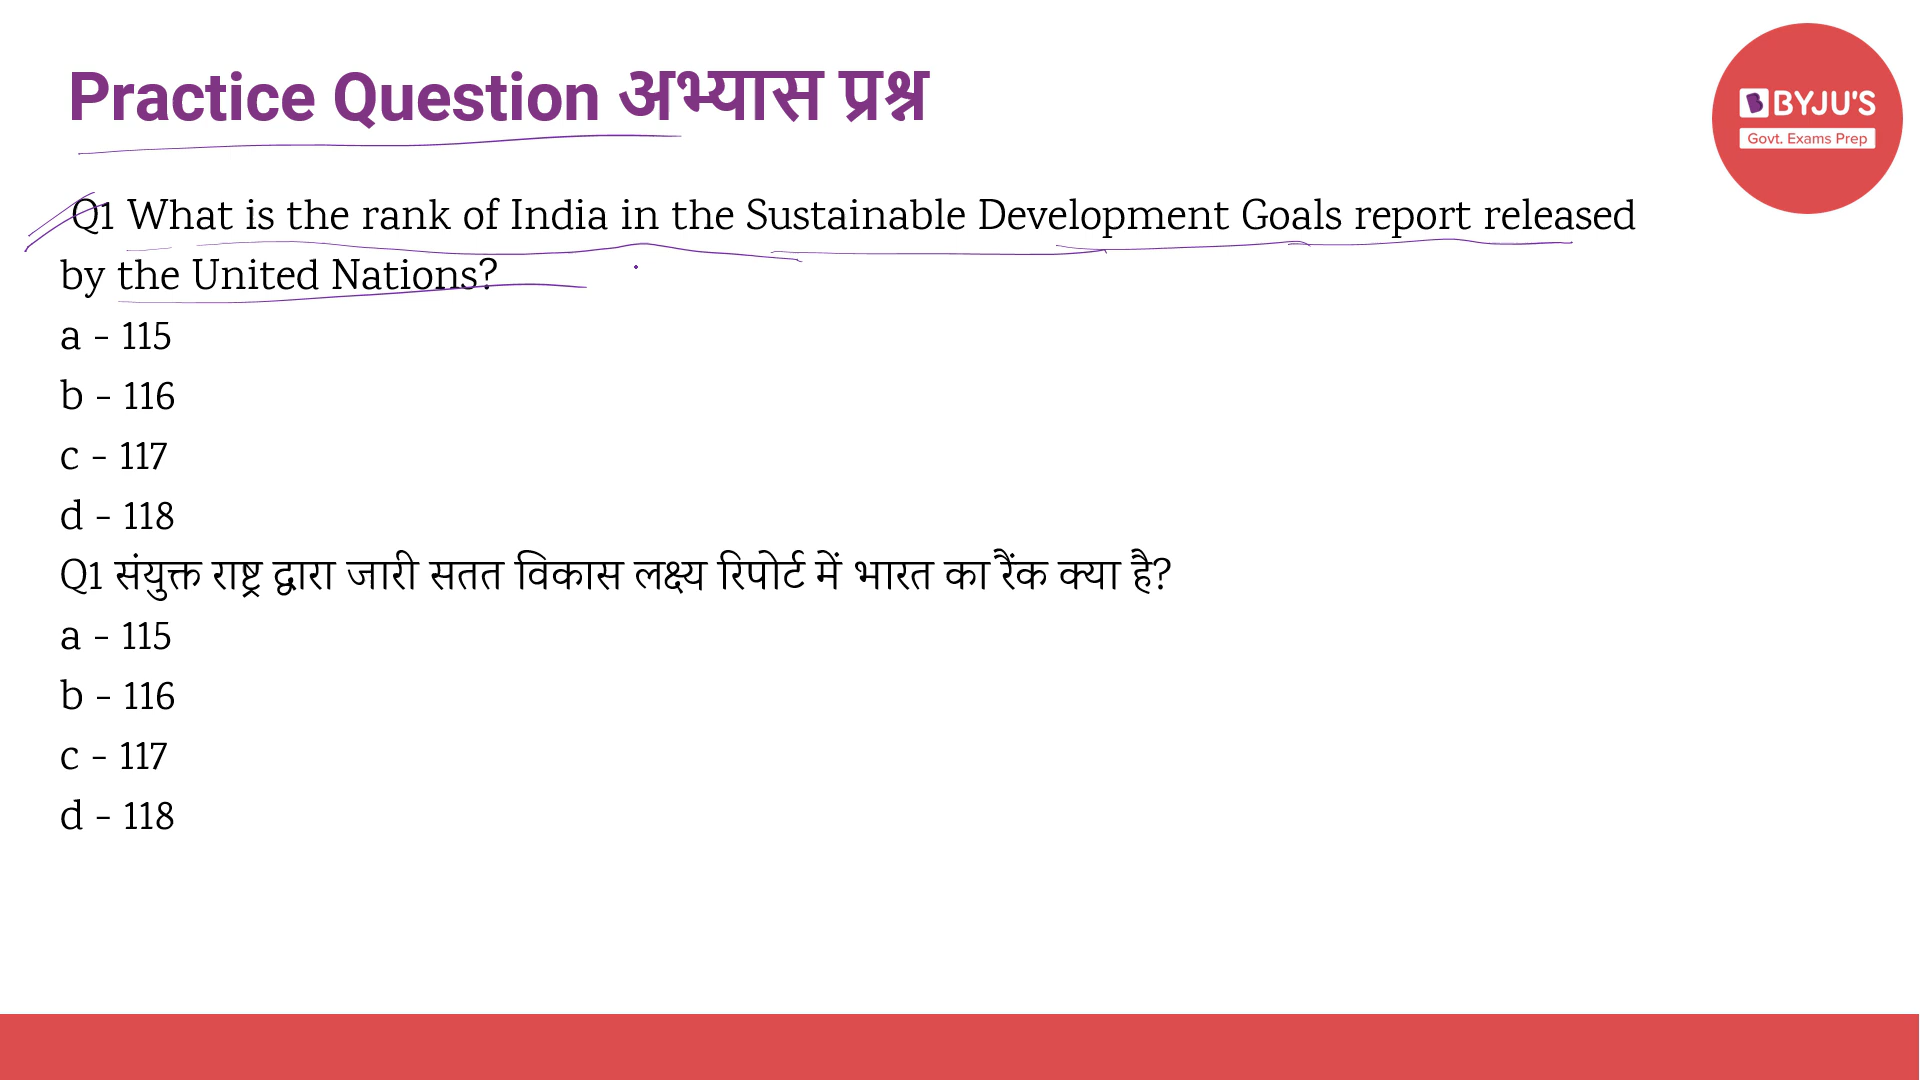 Practice Question अभ्यास प्रश्न
BYJU'S
Govt. Exams Prep
Q1 What is the rank of India in the Sustainable Development Goals report released
by the United Nations?
a - 115
b - 116
c - 117
d - 118
Q1 संयुक्त राष्ट्र द्वारा जारी सतत विकास लक्ष्य रिपोर्ट में भारत का रैंक क्या है?
a - 115
b - 116
c - 117
d - 118